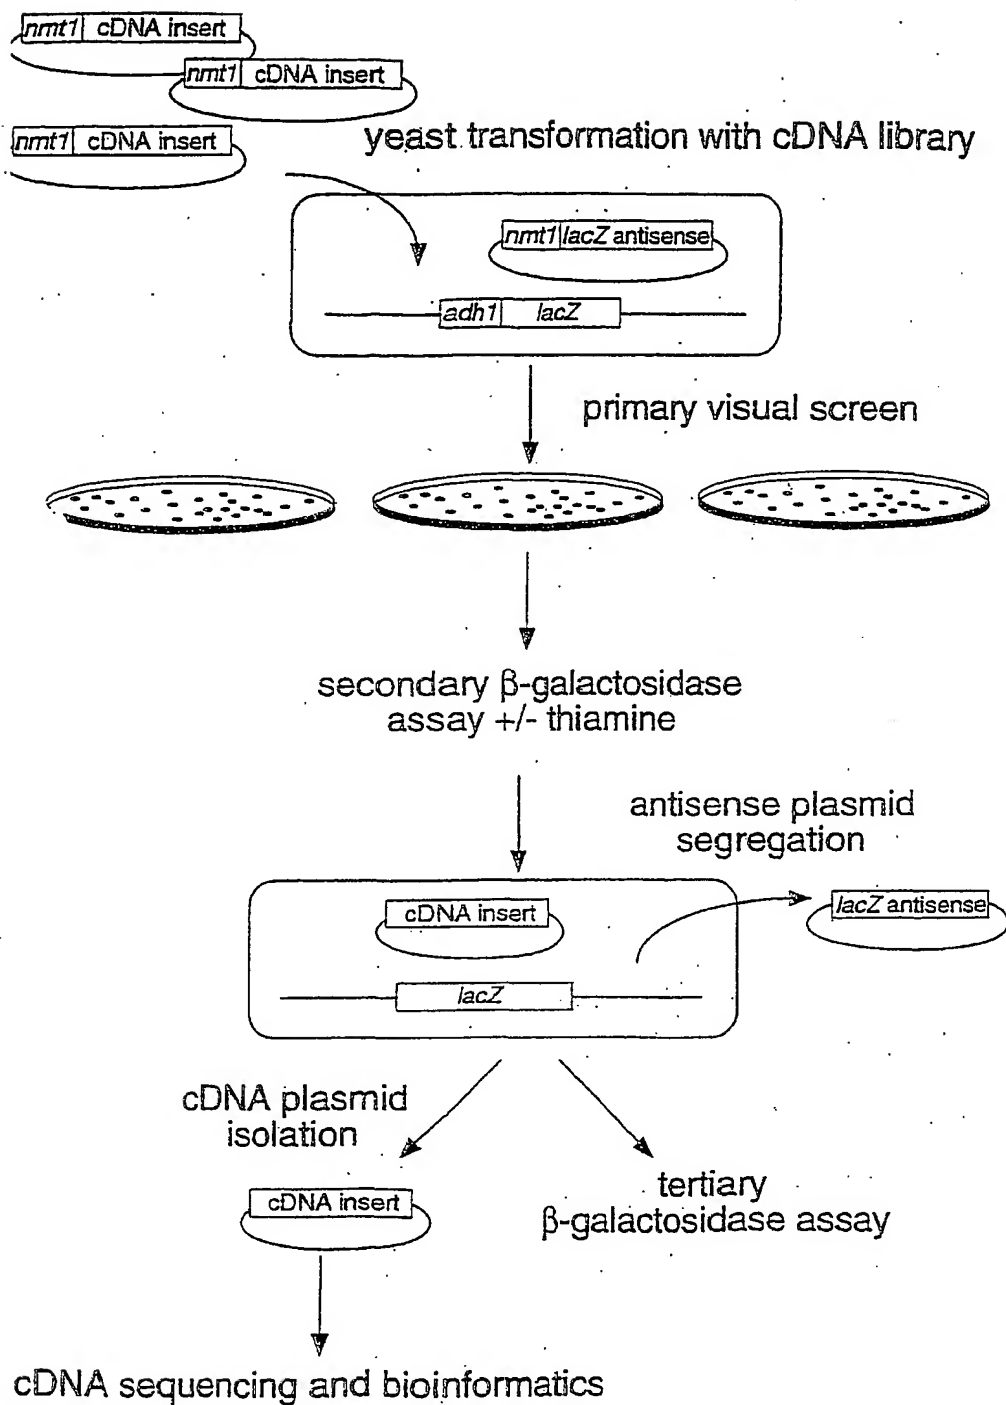 nmt1 cDNA insert
nmt1 cDNA insert
nmt1 cDNA insert
yeast transformation with cDNA library
nmt1 lacZ antisense
adh1 lacZ
primary visual screen
secondary β-galactosidase
assay +/- thiamine
antisense plasmid
segregation
cDNA insert
lacZ antisense
lacZ
cDNA plasmid
isolation
cDNA insert
tertiary
β-galactosidase assay
cDNA sequencing and bioinformatics